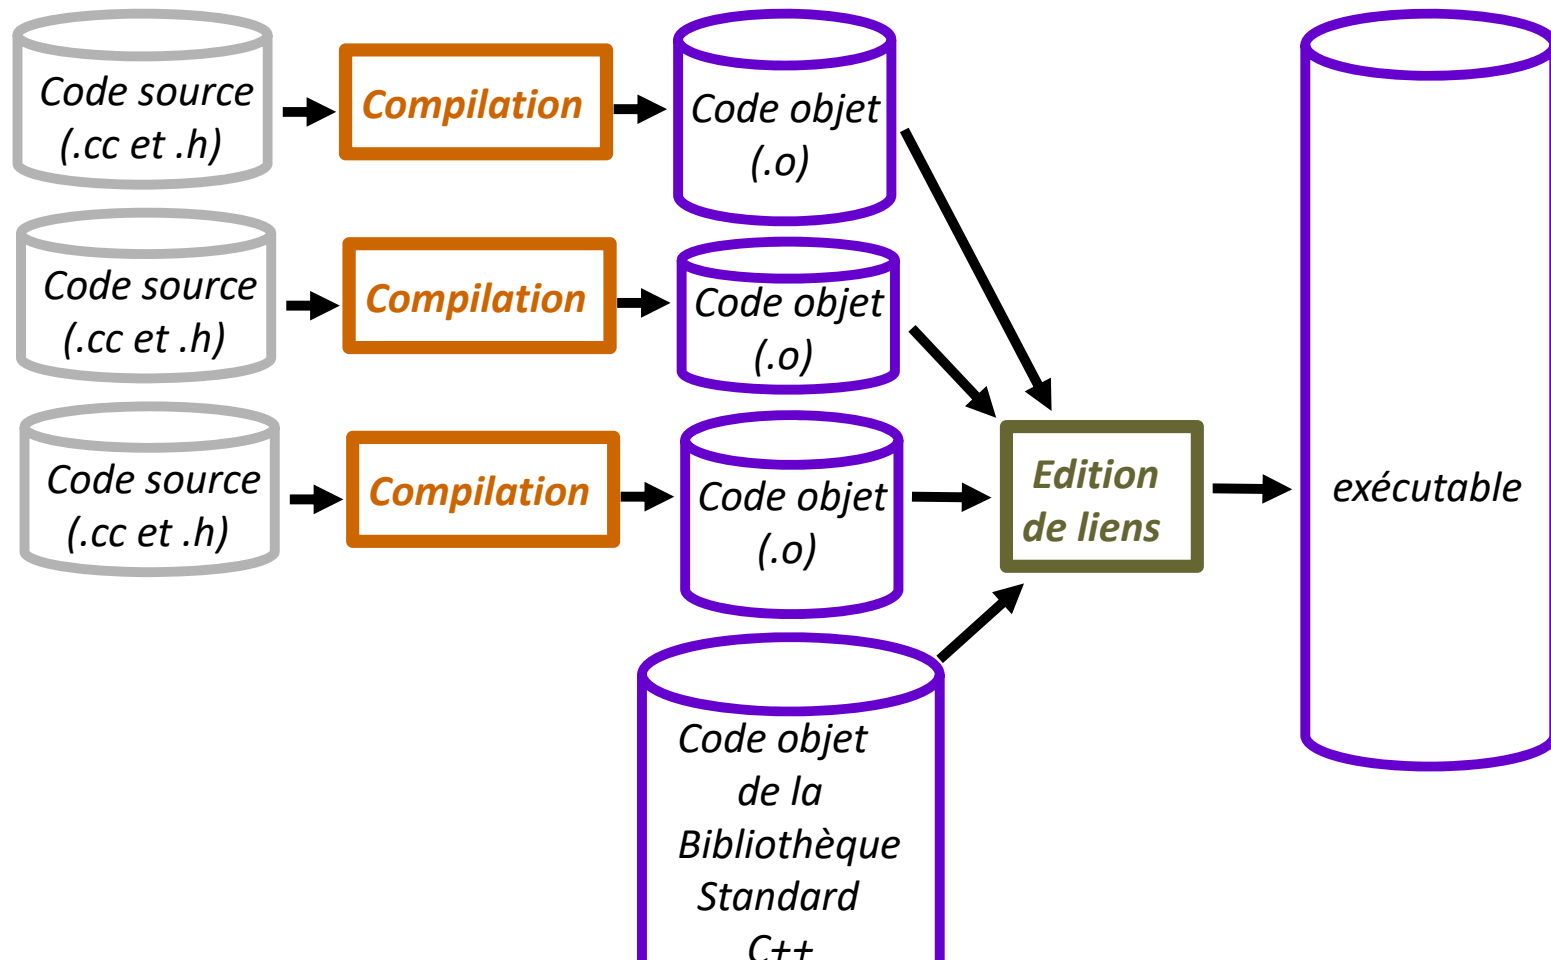 Code source
(.cc et .h)
Compilation
Code objet
(.o)
Code source
(.cc et .h)
Compilation
Code objet
(.o)
Code source
(.cc et .h)
Compilation
Code objet
(.o)
Edition
de liens
exécutable
Code objet
de la
Bibliothèque
Standard
C++